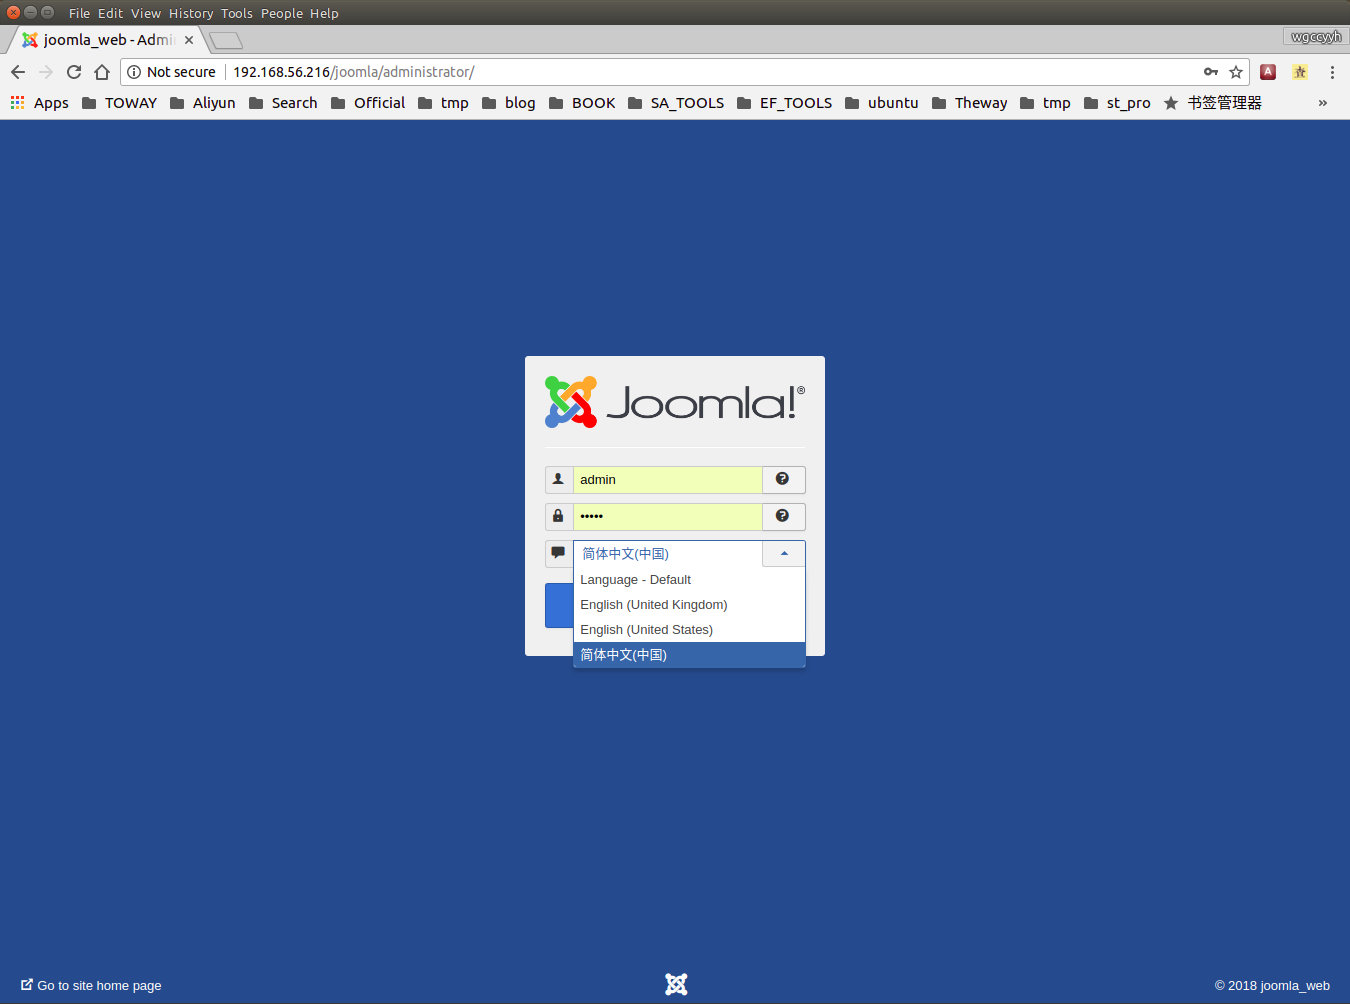 File Edit View History Tools People Help
joomla_web - Admi
wgccyyh
Not secure 192.168.56.216/joomla/administrator/
Apps TOWAY Aliyun Search Official tmp blog BOOK SA_TOOLS EF_TOOLS ubuntu Theway tmp st_pro 书签管理器 »
Joomla!®
admin
•••••
简体中文(中国)
Language - Default
English (United Kingdom)
English (United States)
简体中文(中国)
Go to site home page
© 2018 joomla_web